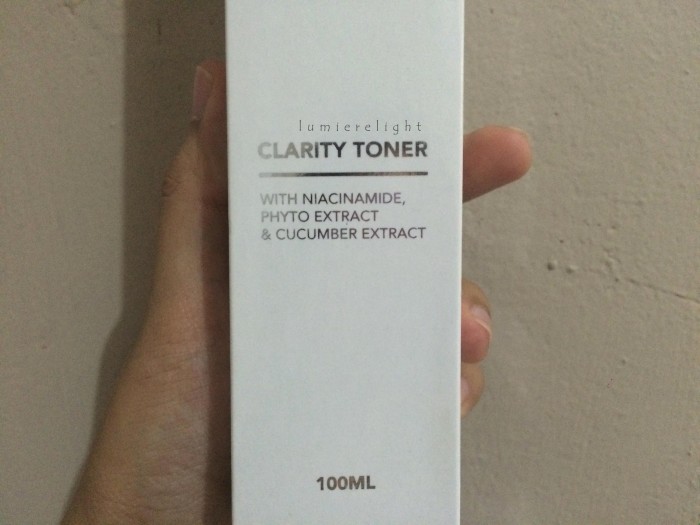 lumierelight
CLARITY TONER
WITH NIACINAMIDE,
PHYTO EXTRACT
& CUCUMBER EXTRACT
100ML